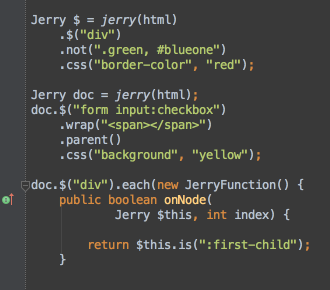 Jerry $ = jerry(html)
.$("div")
.not(".green, #blueone")
.css("border-color", "red");
Jerry doc = jerry(html);
doc.$("form input:checkbox")
.wrap("<span></span>")
.parent()
.css("background", "yellow");
doc.$("div").each(new JerryFunction() {
public boolean onNode(
Jerry $this, int index) {
return $this.is(":first-child");
}